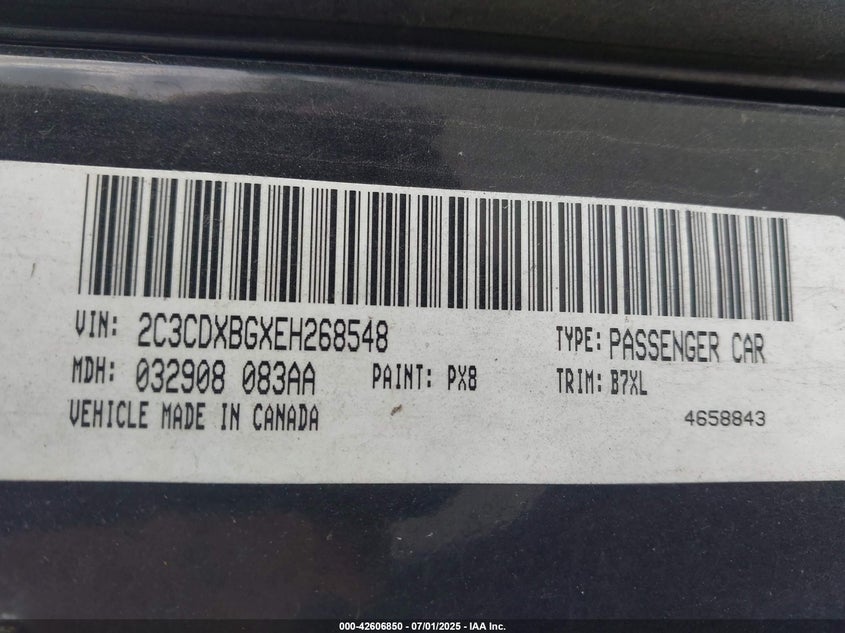 VIN: 2C3CDXBGXEH268548 TYPE: PASSENGER CAR
MDH: 032908 083AA PAINT: PX8 TRIM: B7XL
VEHICLE MADE IN CANADA 4658843
000-42606850 / 07/01/2025 - IAA Inc.